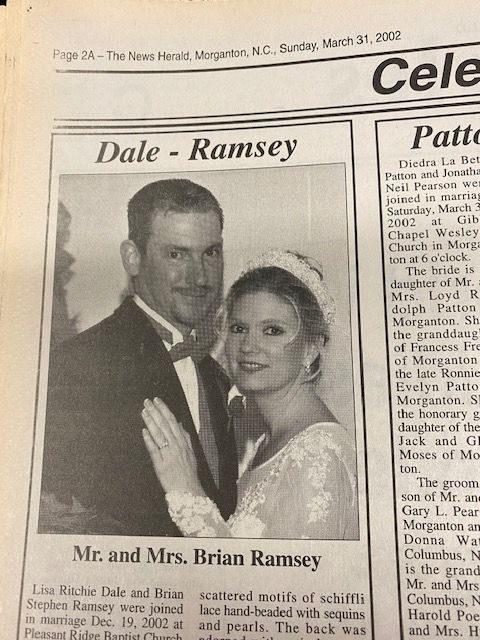 Page 2A – The News Herald, Morganton, N.C., Sunday, March 31, 2002
Cele
Dale - Ramsey
Mr. and Mrs. Brian Ramsey
Lisa Ritchie Dale and Brian
Stephen Ramsey were joined
in marriage Dec. 19, 2002 at
Pleasant Ridge Baptist Church
scattered motifs of schiffli
lace hand-beaded with sequins
and pearls. The back was
Patto
Diedra La Bet
Patton and Jonatha
Neil Pearson wer
joined in marriag
Saturday, March 3
2002 at Gib
Chapel Wesley
Church in Morga
ton at 6 o'clock.
The bride is
daughter of Mr. a
Mrs. Loyd R
dolph Patton
Morganton. Sh
the granddaug
of Francess Fre
of Morganton
the late Ronnie
Evelyn Patto
Morganton. Sh
the honorary g
daughter of the
Jack and Gl
Moses of Mo
ton.
The groom
son of Mr. and
Gary L. Pear
Morganton an
Donna Wat
Columbus, N
is the grand
Mr. and Mrs
Columbus, N
Harold Poe
and Mrs. H